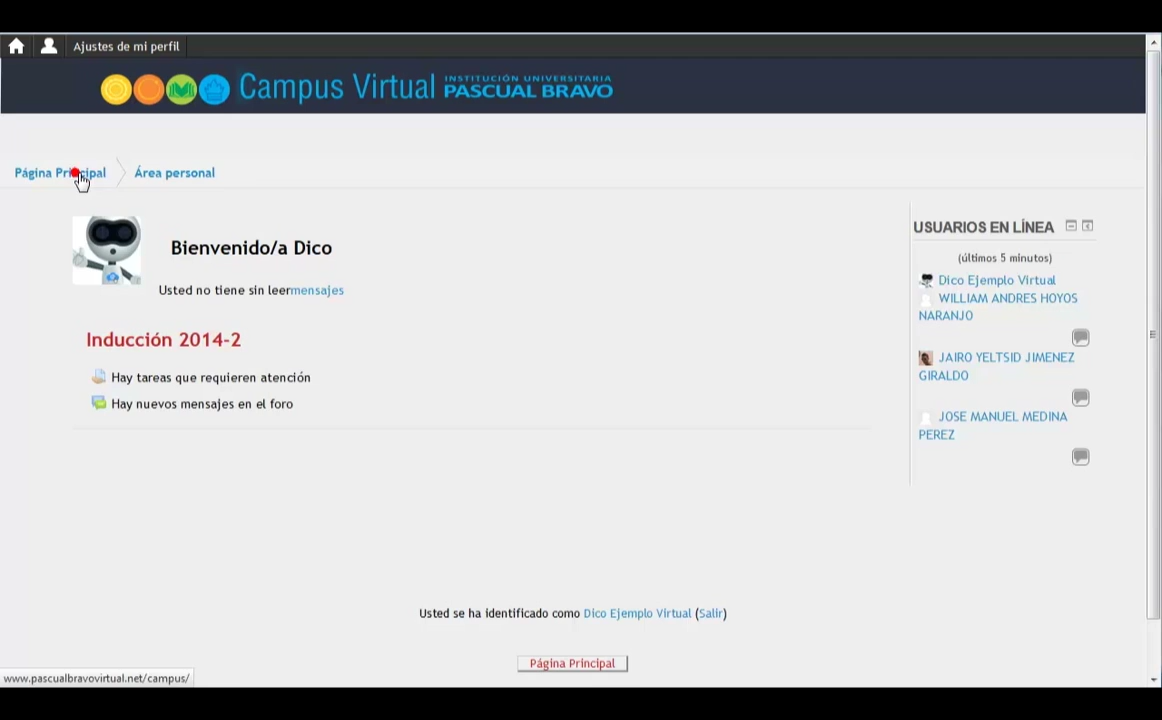 Ajustes de mi perfil
Campus Virtual INSTITUCIÓN UNIVERSITARIA PASCUAL BRAVO
Página Principal Área personal
Bienvenido/a Dico
Usted no tiene sin leermensajes
Inducción 2014-2
Hay tareas que requieren atención
Hay nuevos mensajes en el foro
USUARIOS EN LÍNEA
(últimos 5 minutos)
Dico Ejemplo Virtual
WILLIAM ANDRES HOYOS
NARANJO
JAIRO YELTSID JIMENEZ
GIRALDO
JOSE MANUEL MEDINA
PEREZ
Usted se ha identificado como Dico Ejemplo Virtual (Salir)
Página Principal
www.pascualbravovirtual.net/campus/